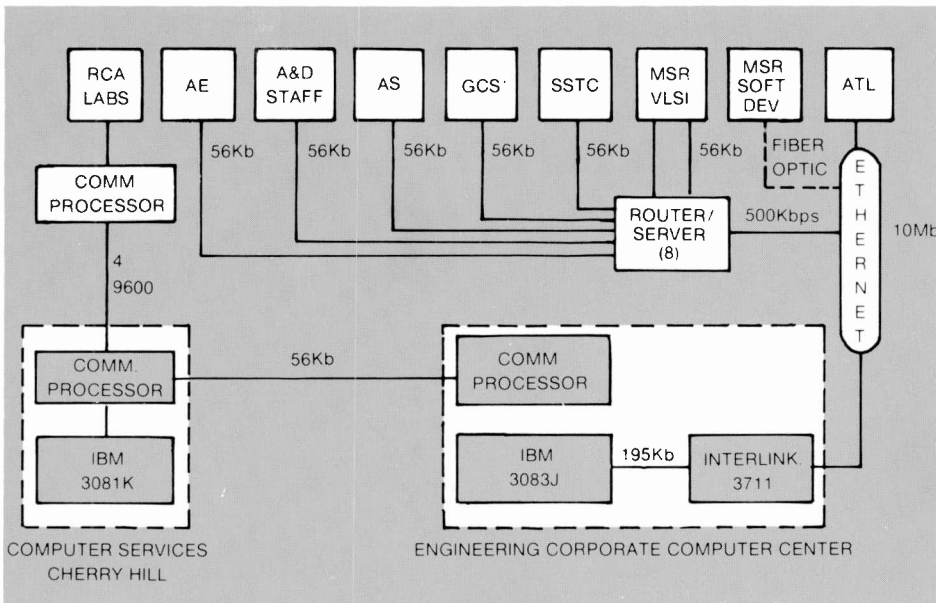 RCA
LABS
AE
A&D
STAFF
AS
GCS
SSTC
MSR
VLSI
MSR
SOFT
DEV
ATL
56Kb
56Kb
56Kb
56Kb
56Kb
56Kb
FIBER
OPTIC
COMM
PROCESSOR
ROUTER/
SERVER
(8)
500Kbps
ETHERNET
10Mb
4
9600
COMM.
PROCESSOR
56Kb
COMM
PROCESSOR
IBM
3081K
IBM
3083J
195Kb
INTERLINK.
3711
COMPUTER SERVICES
CHERRY HILL
ENGINEERING CORPORATE COMPUTER CENTER